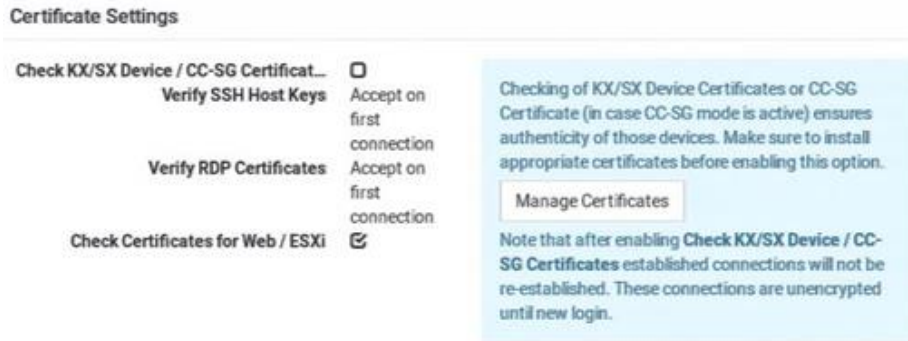 Certificate Settings
Check KX/SX Device / CC-SG Certificat...
Verify SSH Host Keys Accept on
first
connection
Verify RDP Certificates Accept on
first
connection
Check Certificates for Web / ESXi
Checking of KX/SX Device Certificates or CC-SG
Certificate (in case CC-SG mode is active) ensures
authenticity of those devices. Make sure to install
appropriate certificates before enabling this option.
Manage Certificates
Note that after enabling Check KX/SX Device / CC-
SG Certificates established connections will not be
re-established. These connections are unencrypted
until new login.